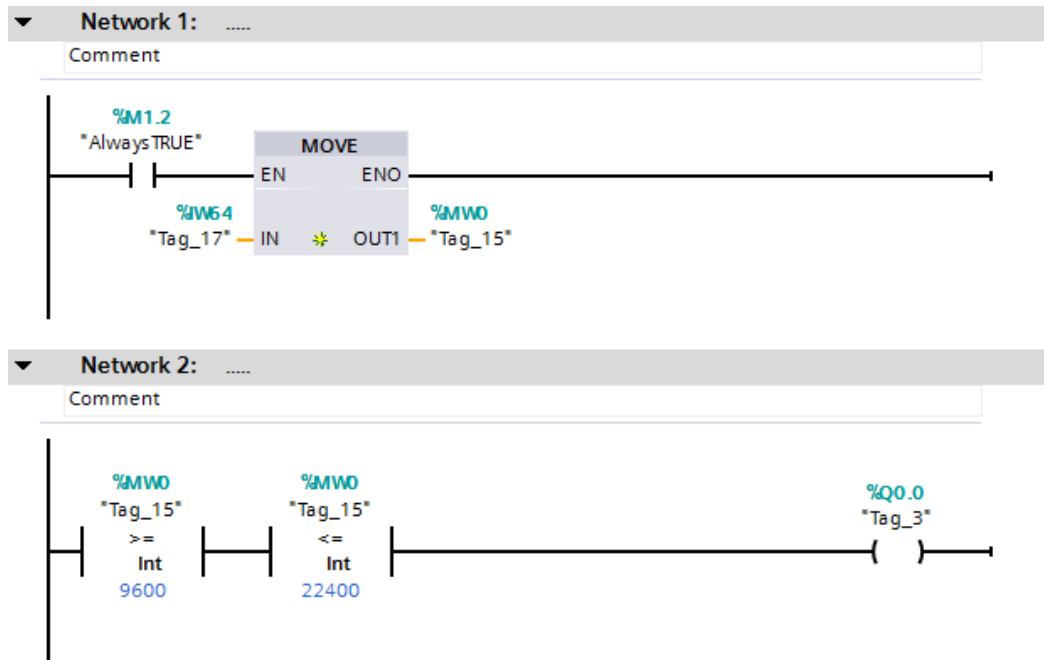 Network 1: .....
Comment
%M1.2
"AlwaysTRUE"
MOVE
EN ENO
%IW64 %MW0
"Tag_17" IN OUT1 "Tag_15"
Network 2: .....
Comment
%MW0 %MW0 %Q0.0
"Tag_15" "Tag_15" "Tag_3"
>= <=
Int Int
9600 22400